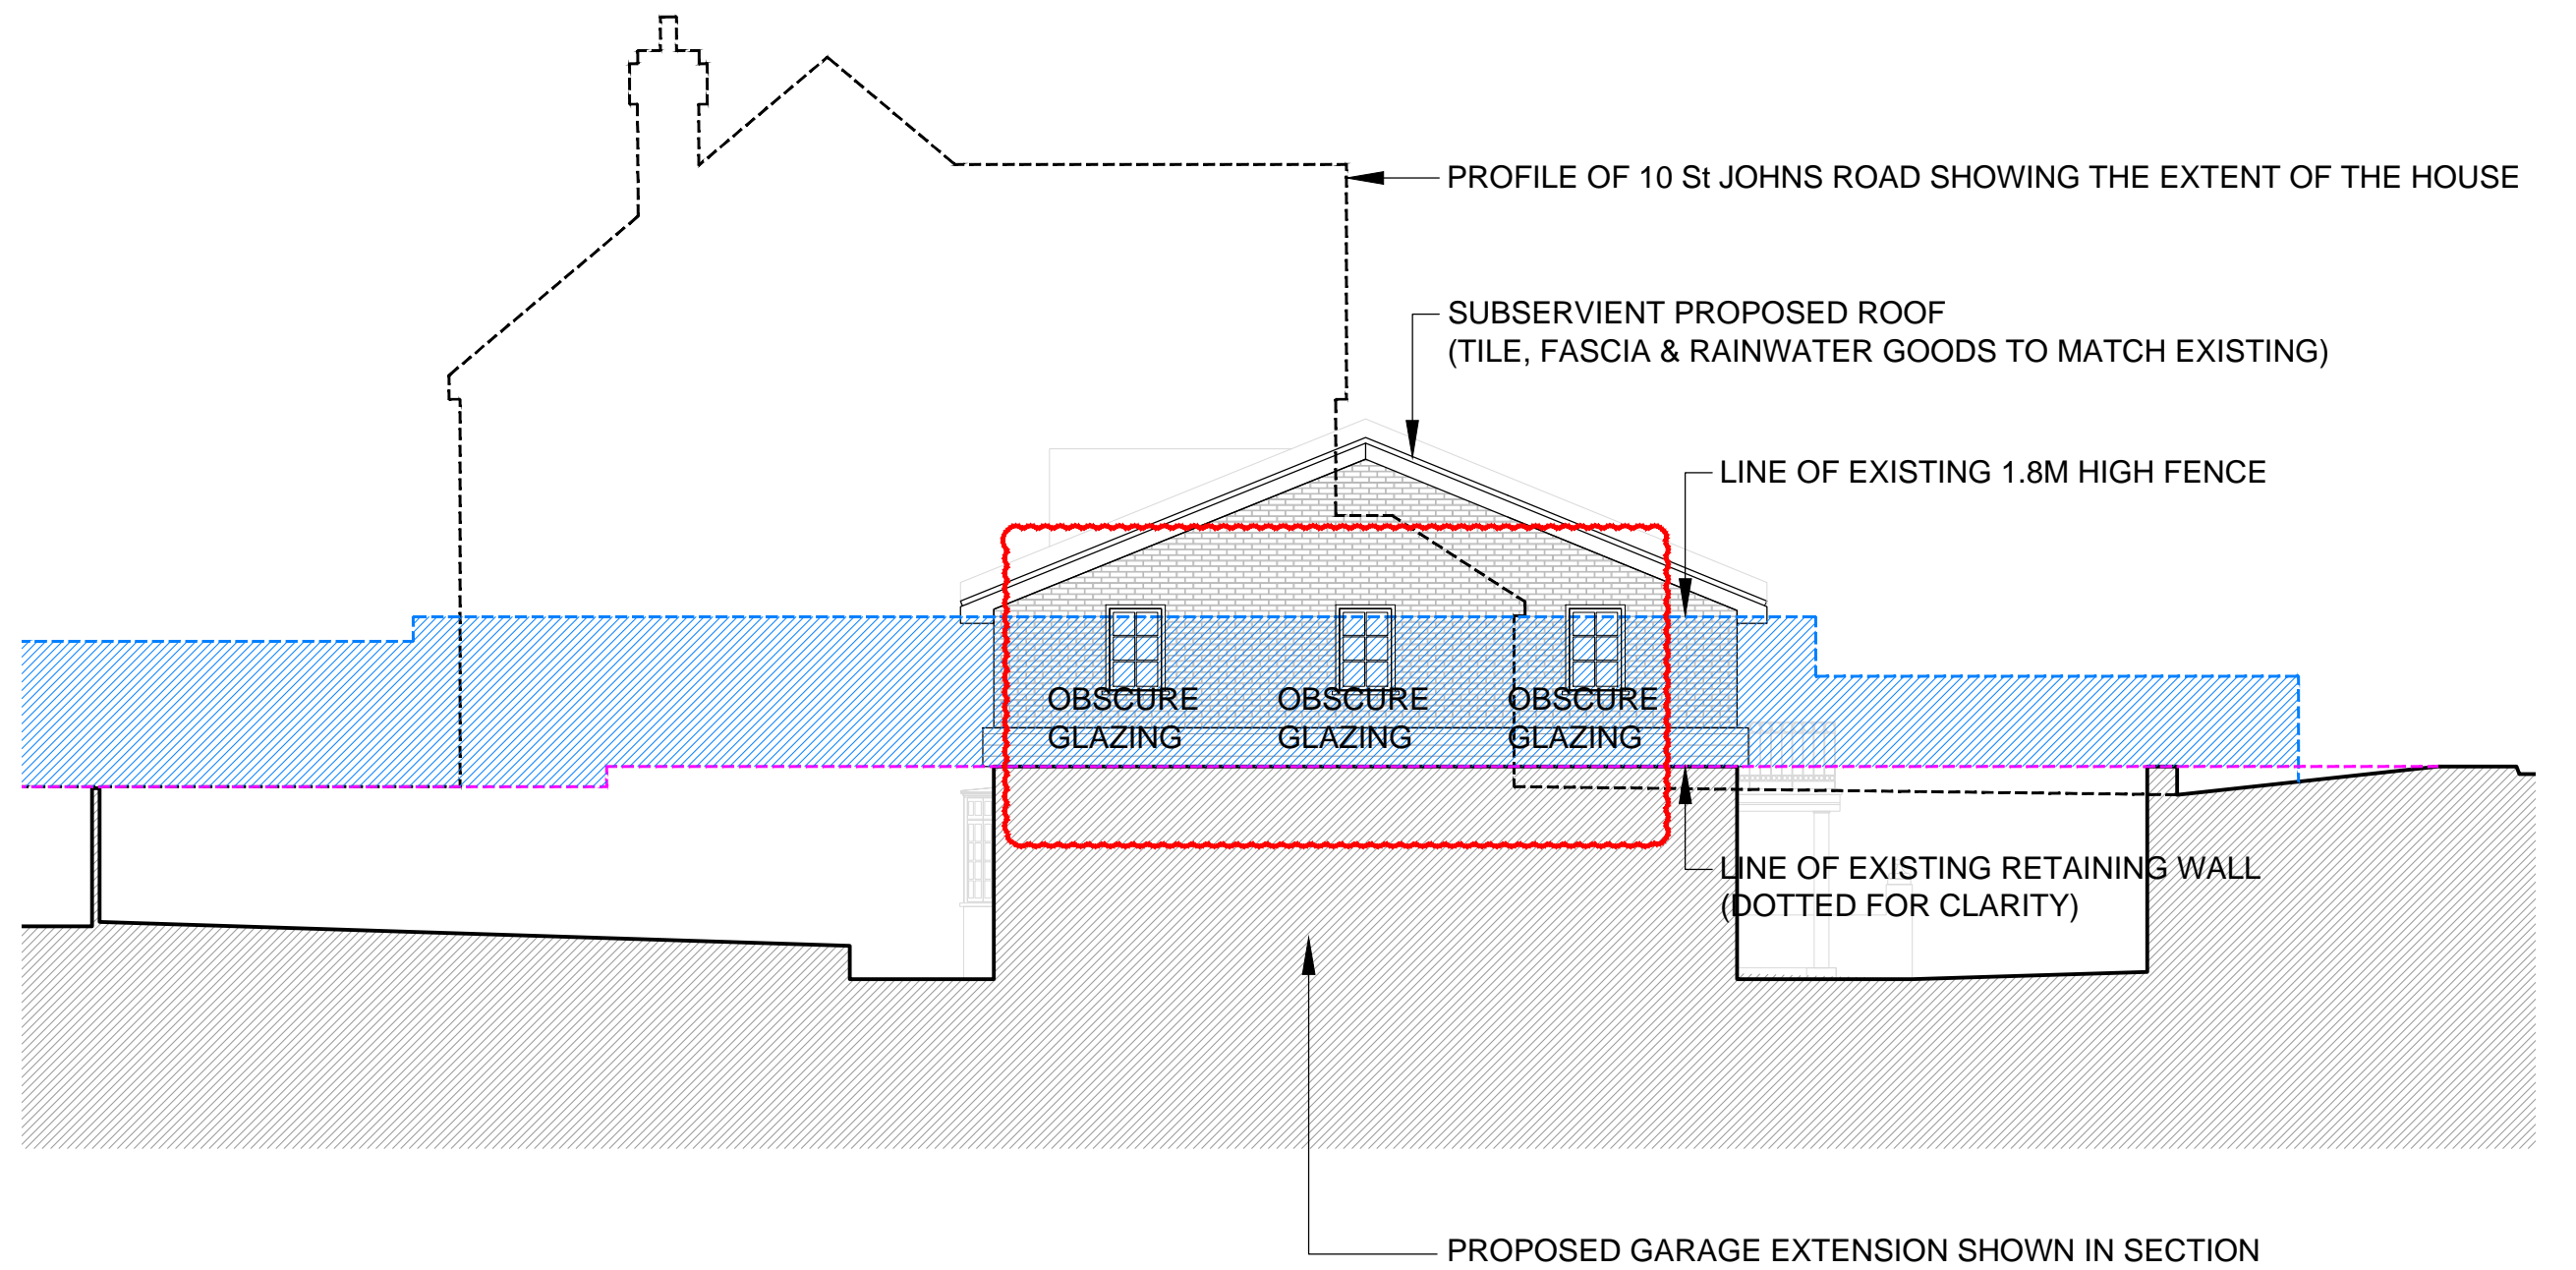 PROFILE OF 10 St JOHNS ROAD SHOWING THE EXTENT OF THE HOUSE
SUBSERVIENT PROPOSED ROOF
(TILE, FASCIA & RAINWATER GOODS TO MATCH EXISTING)
LINE OF EXISTING 1.8M HIGH FENCE
OBSCURE
GLAZING
OBSCURE
GLAZING
OBSCURE
GLAZING
LINE OF EXISTING RETAINING WALL
(DOTTED FOR CLARITY)
PROPOSED GARAGE EXTENSION SHOWN IN SECTION